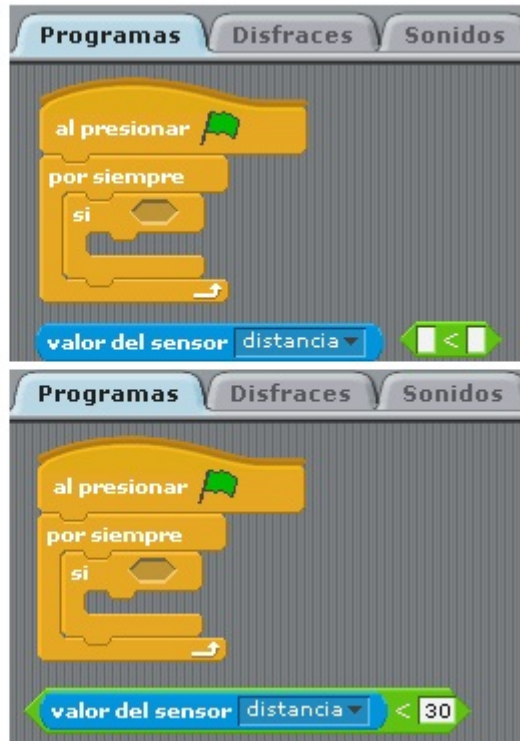 Programas Disfraces Sonidos
al presionar
por siempre
si
valor del sensor distancia <
Programas Disfraces Sonidos
al presionar
por siempre
si
valor del sensor distancia < 30